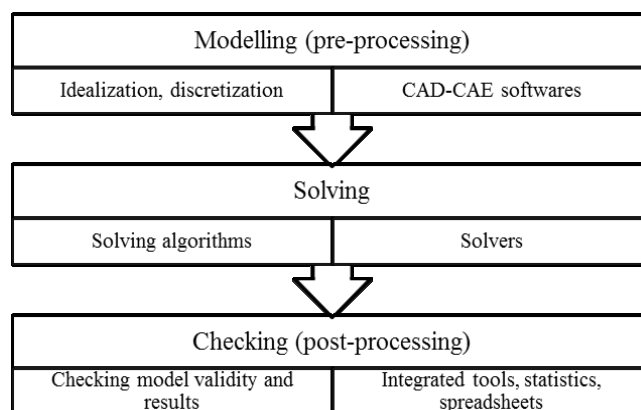 Modelling (pre-processing)
Idealization, discretization
CAD-CAE softwares
Solving
Solving algorithms
Solvers
Checking (post-processing)
Checking model validity and
results
Integrated tools, statistics,
spreadsheets